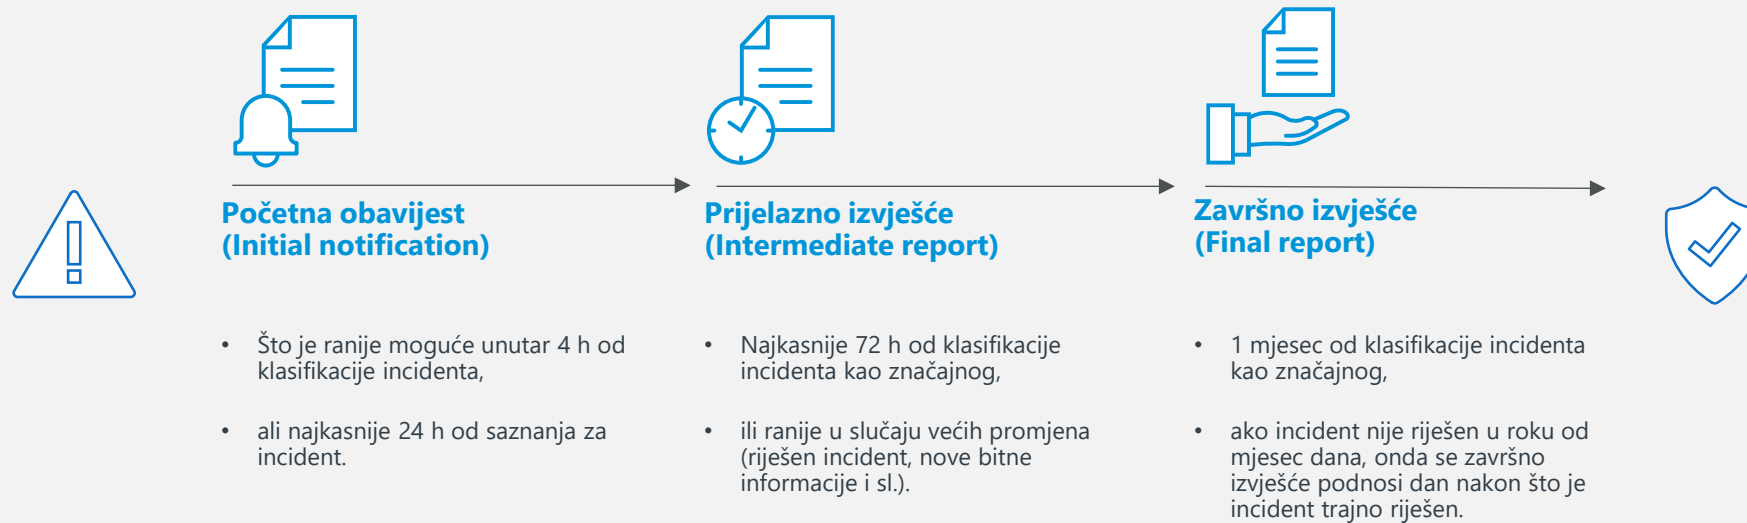 Početna obavijest
(Initial notification)
• Što je ranije moguće unutar 4 h od
klasifikacije incidenta,
• ali najkasnije 24 h od saznanja za
incident.
Prijelazno izvješće
(Intermediate report)
• Najkasnije 72 h od klasifikacije
incidenta kao značajnog,
• ili ranije u slučaju većih promjena
(riješen incident, nove bitne
informacije i sl.).
Završno izvješće
(Final report)
• 1 mjesec od klasifikacije incidenta
kao značajnog,
• ako incident nije riješen u roku od
mjesec dana, onda se završno
izvješće podnosi dan nakon što je
incident trajno riješen.